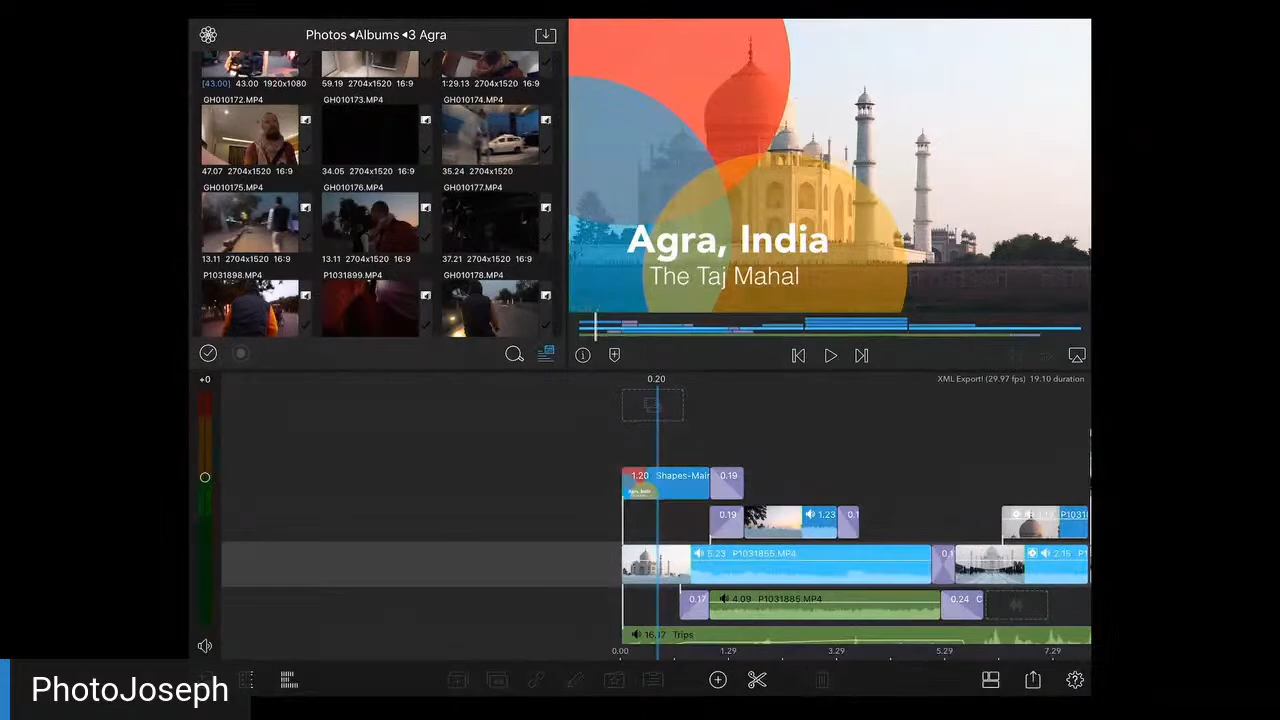 Photos ◂Albums ◂3 Agra
[43.00] 43.00 1920x1080
59.19 2704x1520 16:9
1:29.13 2704x1520 16:9
GH010172.MP4
GH010173.MP4
GH010174.MP4
47.07 2704x1520 16:9
34.05 2704x1520 16:9
35.24 2704x1520
GH010175.MP4
GH010176.MP4
GH010177.MP4
13.11 2704x1520 16:9
13.11 2704x1520 16:9
37.21 2704x1520 16:9
P1031898.MP4
P1031899.MP4
GH010178.MP4
Agra, India
The Taj Mahal
+0
0.20
XML Export! (29.97 fps) 19.10 duration
1.20 Shapes-Mair
0.19
0.19
1.23
0.1
P1031
5.23 P1031855.MP4
0.1
2.15 P1
0.17
4.09 P1031885.MP4
0.24 C
16.17 Trips
0.00
1.29
3.29
5.29
7.29
PhotoJoseph